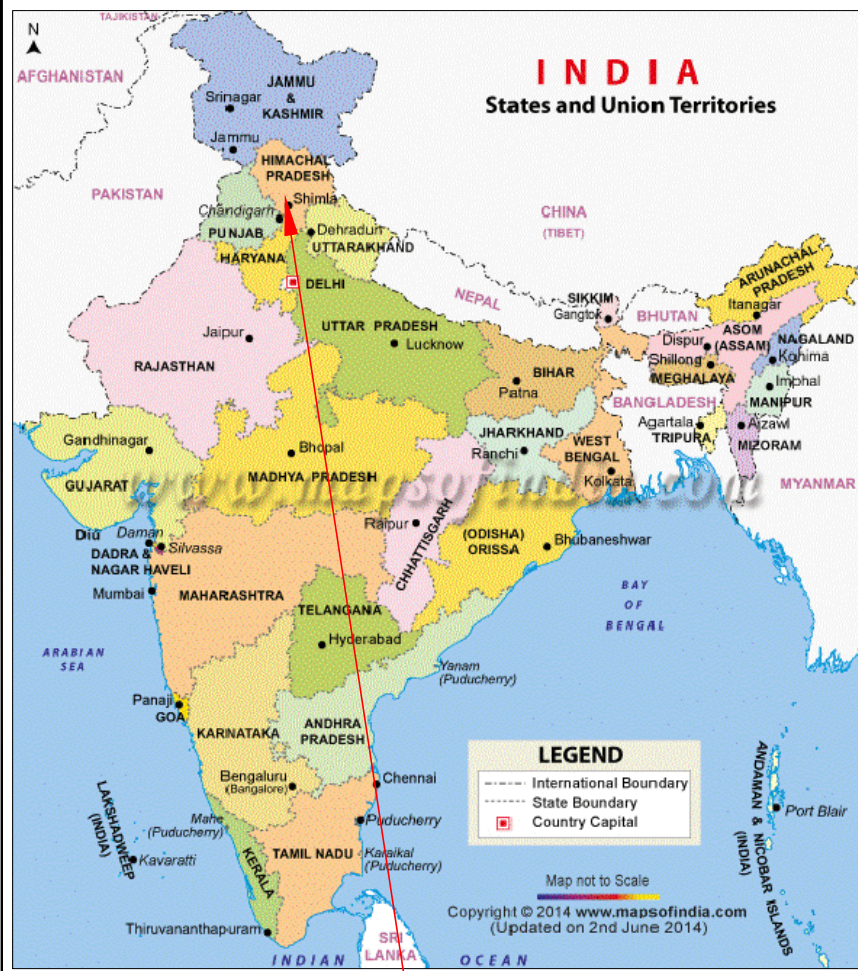 TAJIKISTAN
N
AFGHANISTAN
INDIA
States and Union Territories
JAMMU
&
KASHMIR
Srinagar
Jammu
HIMACHAL
PRADESH
PAKISTAN
Shimla
Chandigarh
PUNJAB
Dehradun
UTTARAKHAND
CHINA
(TIBET)
HARYANA
DELHI
ARUNACHAL
PRADESH
NEPAL
SIKKIM
Gangtok
BHUTAN
Itanagar
UTTAR PRADESH
Lucknow
Jaipur
RAJASTHAN
Dispur
ASOM
(ASSAM)
NAGALAND
Kohima
Shillong
MEGHALAYA
BIHAR
Patna
Imphal
MANIPUR
BANGLADESH
Gandhinagar
GUJARAT
Bhopal
MADHYA PRADESH
JHARKHAND
Ranchi
WEST
BENGAL
Kolkata
Agartala
TRIPURA
Aizawl
MIZORAM
MYANMAR
www.mapsofindia.com
Diu
Daman
Silvassa
DADRA &
NAGAR HAVELI
Mumbai
MAHARASHTRA
Raipur
CHHATTISGARH
(ODISHA)
ORISSA
Bhubaneshwar
TELANGANA
Hyderabad
BAY
OF
BENGAL
ARABIAN
SEA
Yanam
(Puducherry)
Panaji
GOA
KARNATAKA
ANDHRA
PRADESH
Bengaluru
(Bangalore)
Chennai
LEGEND
International Boundary
State Boundary
Country Capital
Mahe
(Puducherry)
Puducherry
LAKSHADWEEP
(INDIA)
Kavaratti
KERALA
TAMIL NADU
Karaikal
(Puducherry)
Port Blair
ANDAMAN & NICOBAR ISLANDS
(INDIA)
Thiruvananthapuram
Map not to Scale
Copyright © 2014 www.mapsofindia.com
(Updated on 2nd June 2014)
SRI
LANKA
INDIAN OCEAN